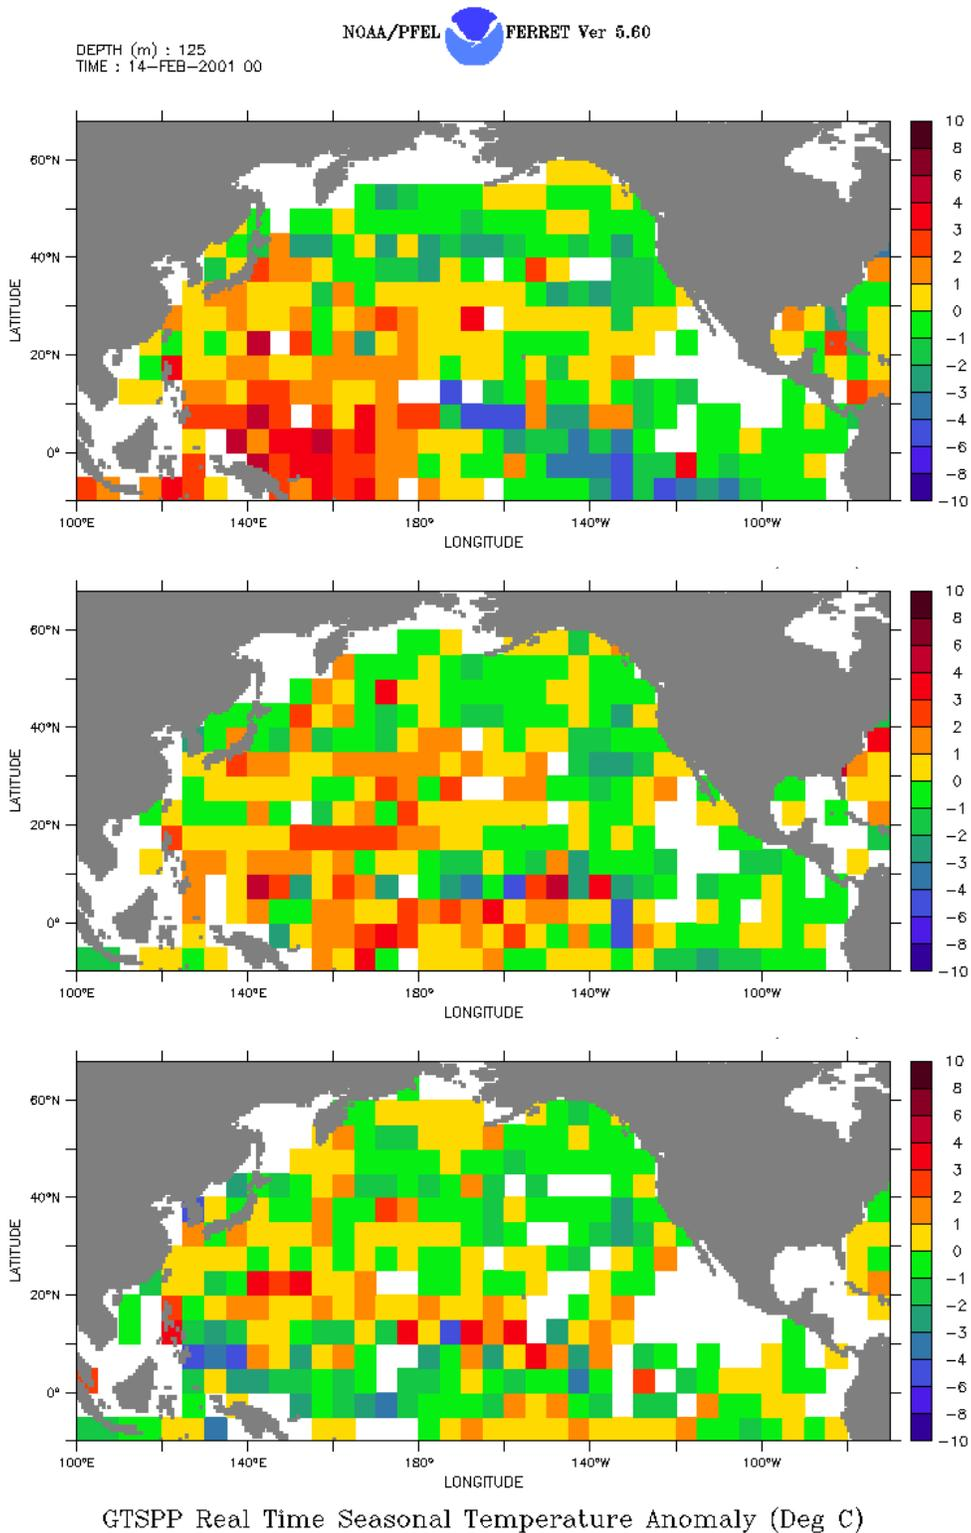 NOAA/PFEL FERRET Ver 5.60
DEPTH (m) : 125
TIME : 14-FEB-2001 00
60°N
40°N
20°N
0°
LATITUDE
100°E 140°E 180° 140°W 100°W
LONGITUDE
10
8
6
4
3
2
1
0
-1
-2
-3
-4
-6
-8
-10
60°N
40°N
20°N
0°
LATITUDE
100°E 140°E 180° 140°W 100°W
LONGITUDE
10
8
6
4
3
2
1
0
-1
-2
-3
-4
-6
-8
-10
60°N
40°N
20°N
0°
LATITUDE
100°E 140°E 180° 140°W 100°W
LONGITUDE
10
8
6
4
3
2
1
0
-1
-2
-3
-4
-6
-8
-10
GTSPP Real Time Seasonal Temperature Anomaly (Deg C)